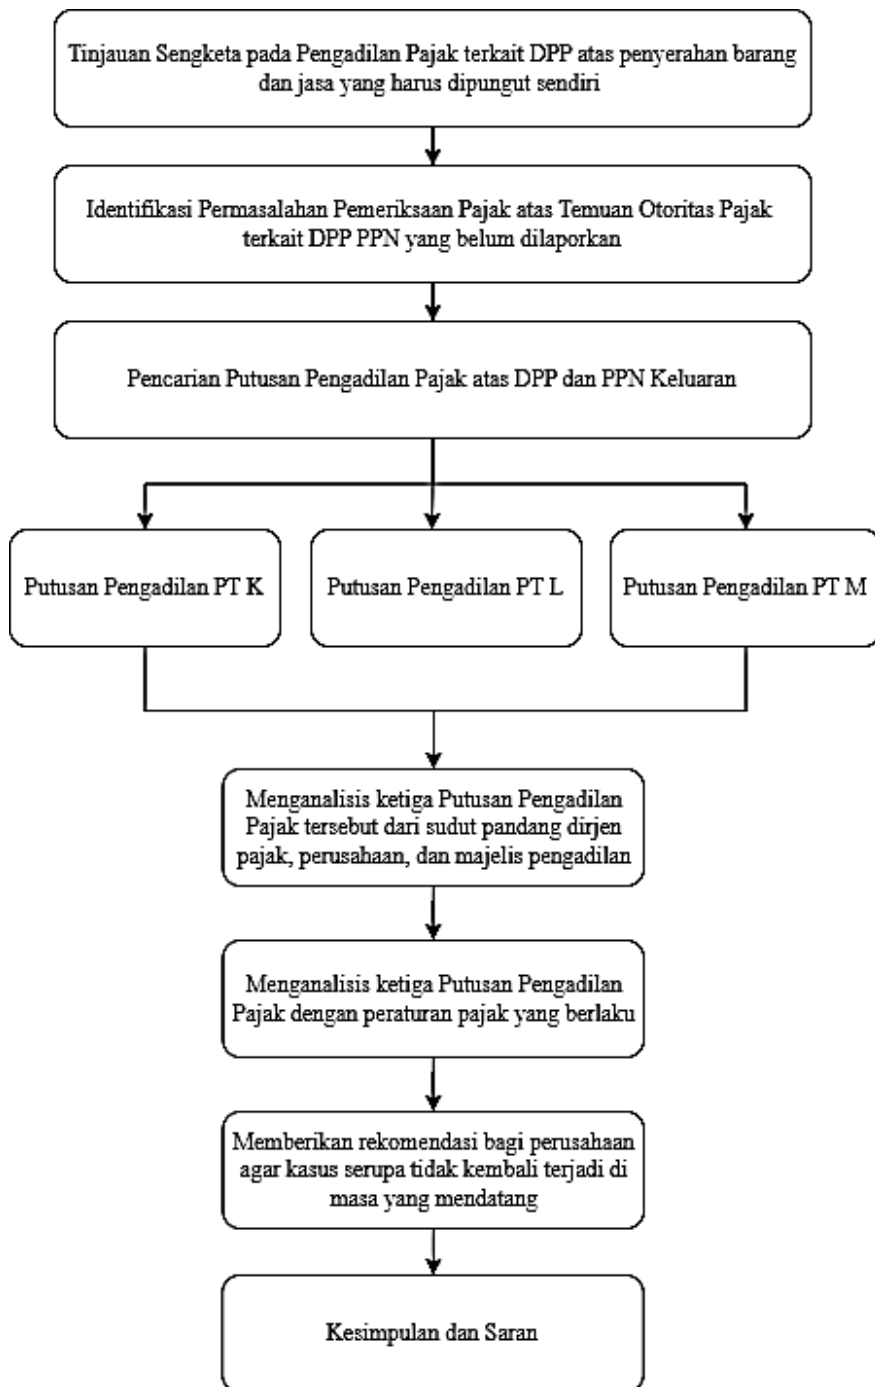 Tinjauan Sengketa pada Pengadilan Pajak terkait DPP atas penyerahan barang
dan jasa yang harus dipungut sendiri
Identifikasi Permasalahan Pemeriksaan Pajak atas Temuan Otoritas Pajak
terkait DPP PPN yang belum dilaporkan
Pencarian Putusan Pengadilan Pajak atas DPP dan PPN Keluaran
Putusan Pengadilan PT K
Putusan Pengadilan PT L
Putusan Pengadilan PT M
Menganalisis ketiga Putusan Pengadilan
Pajak tersebut dari sudut pandang dirjen
pajak, perusahaan, dan majelis pengadilan
Menganalisis ketiga Putusan Pengadilan
Pajak dengan peraturan pajak yang berlaku
Memberikan rekomendasi bagi perusahaan
agar kasus serupa tidak kembali terjadi di
masa yang mendatang
Kesimpulan dan Saran